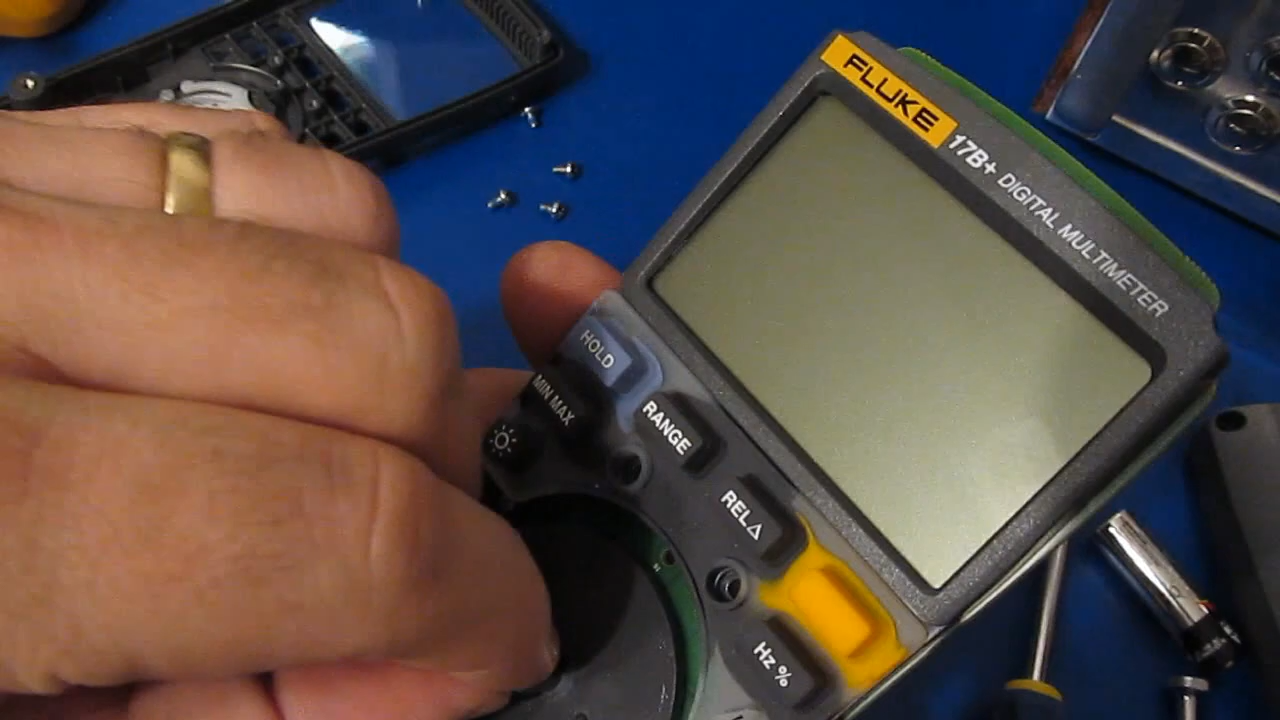 FLUKE
17B+ DIGITAL MULTIMETER
HOLD
MIN MAX
RANGE
REL△
Hz %